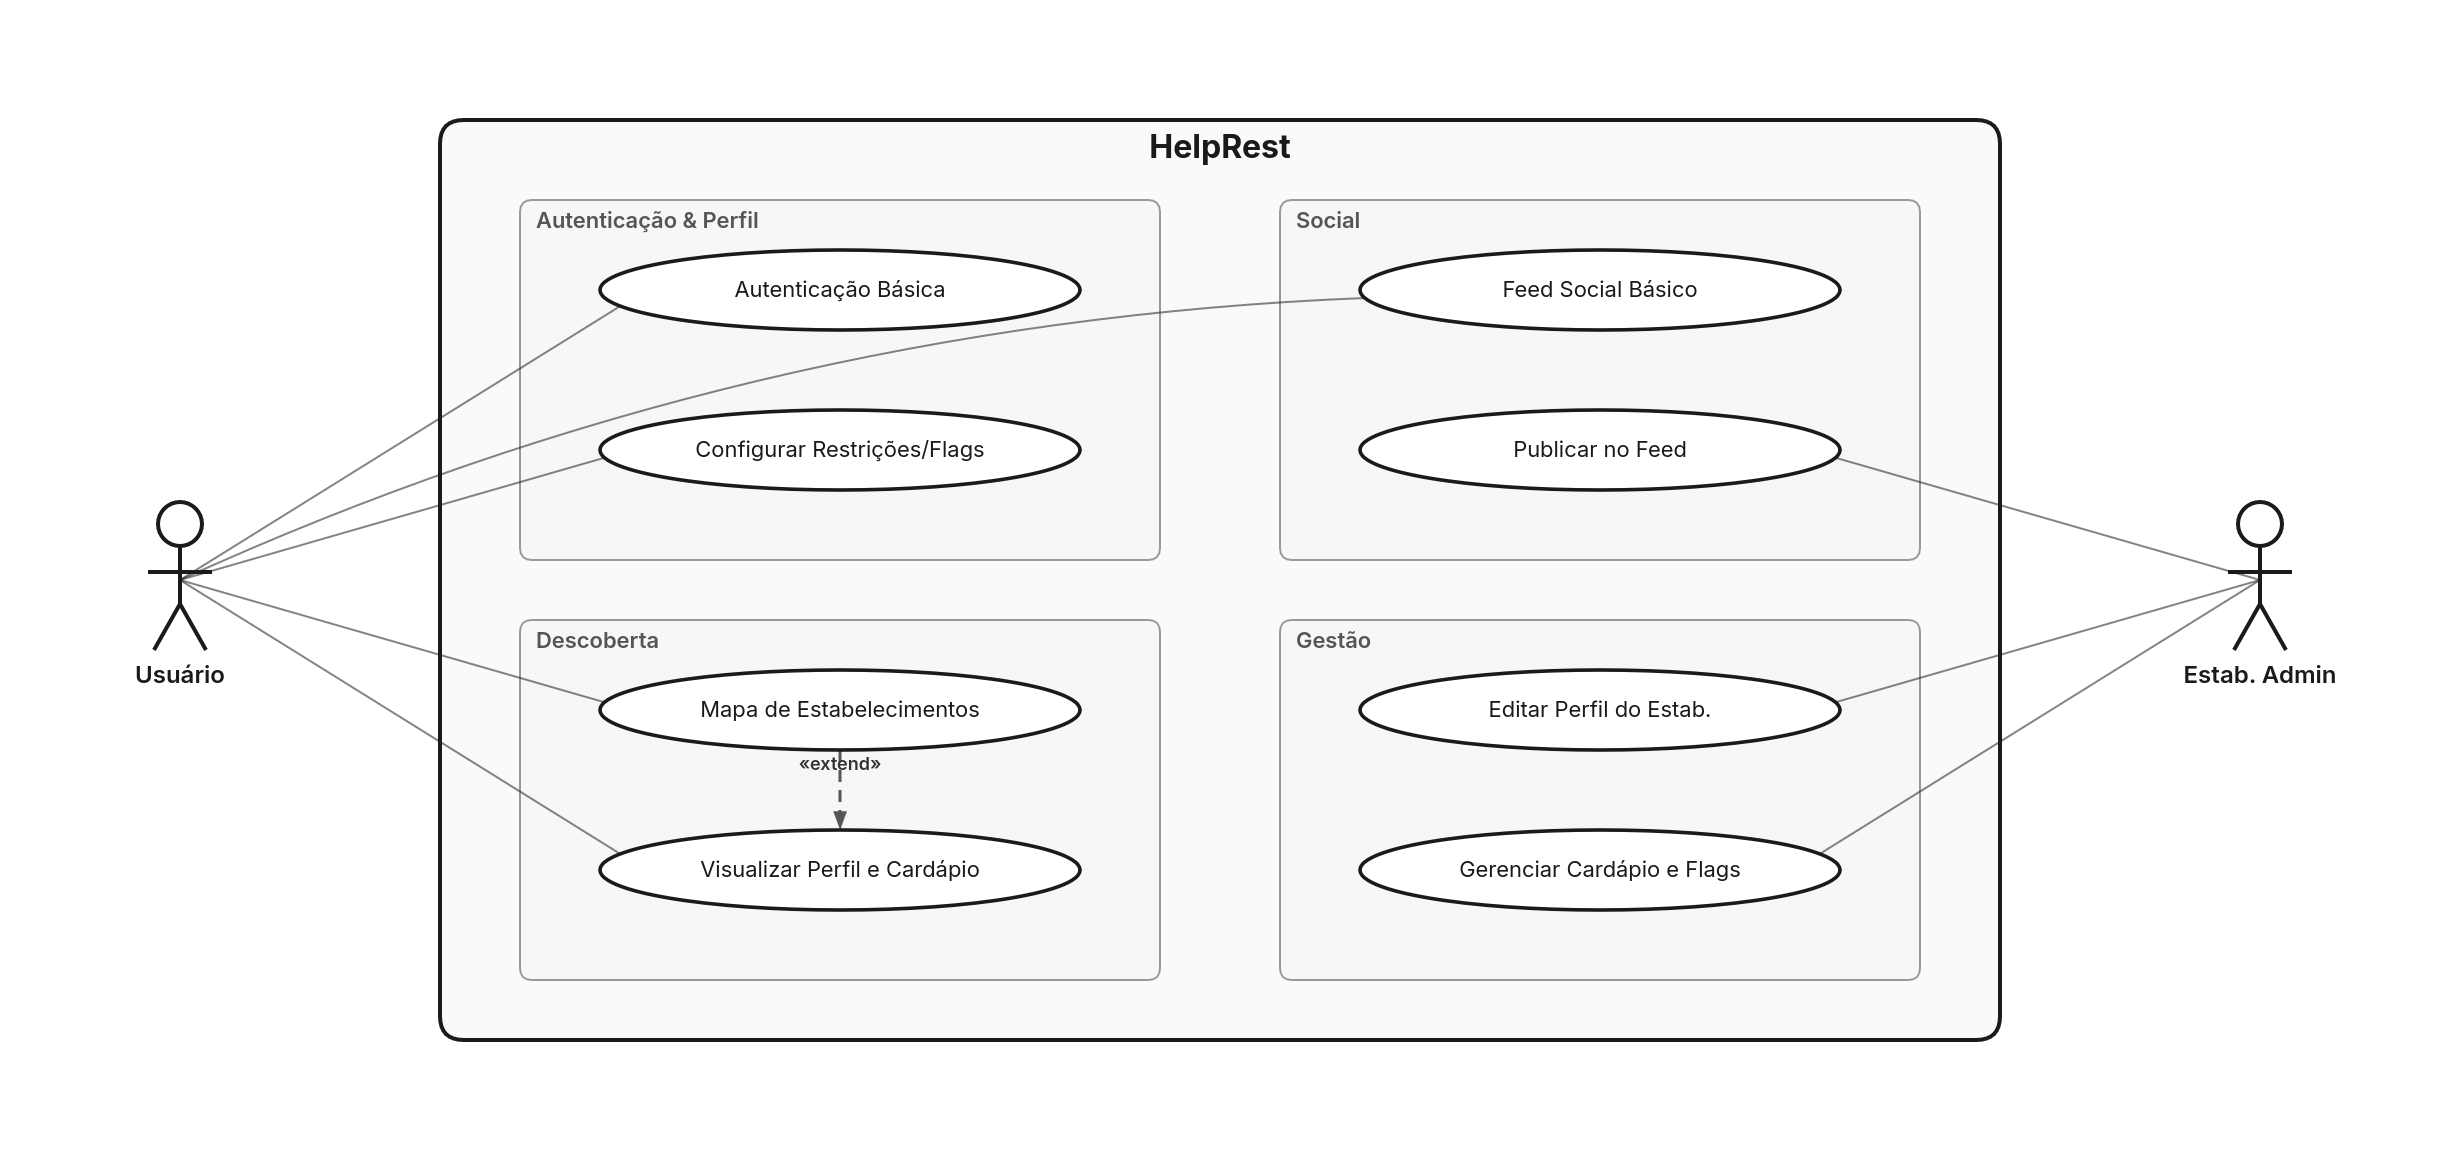 HelpRest
Autenticação & Perfil
Autenticação Básica
Configurar Restrições/Flags
Social
Feed Social Básico
Publicar no Feed
Usuário
Estab. Admin
Descoberta
Mapa de Estabelecimentos
«extend»
Visualizar Perfil e Cardápio
Gestão
Editar Perfil do Estab.
Gerenciar Cardápio e Flags